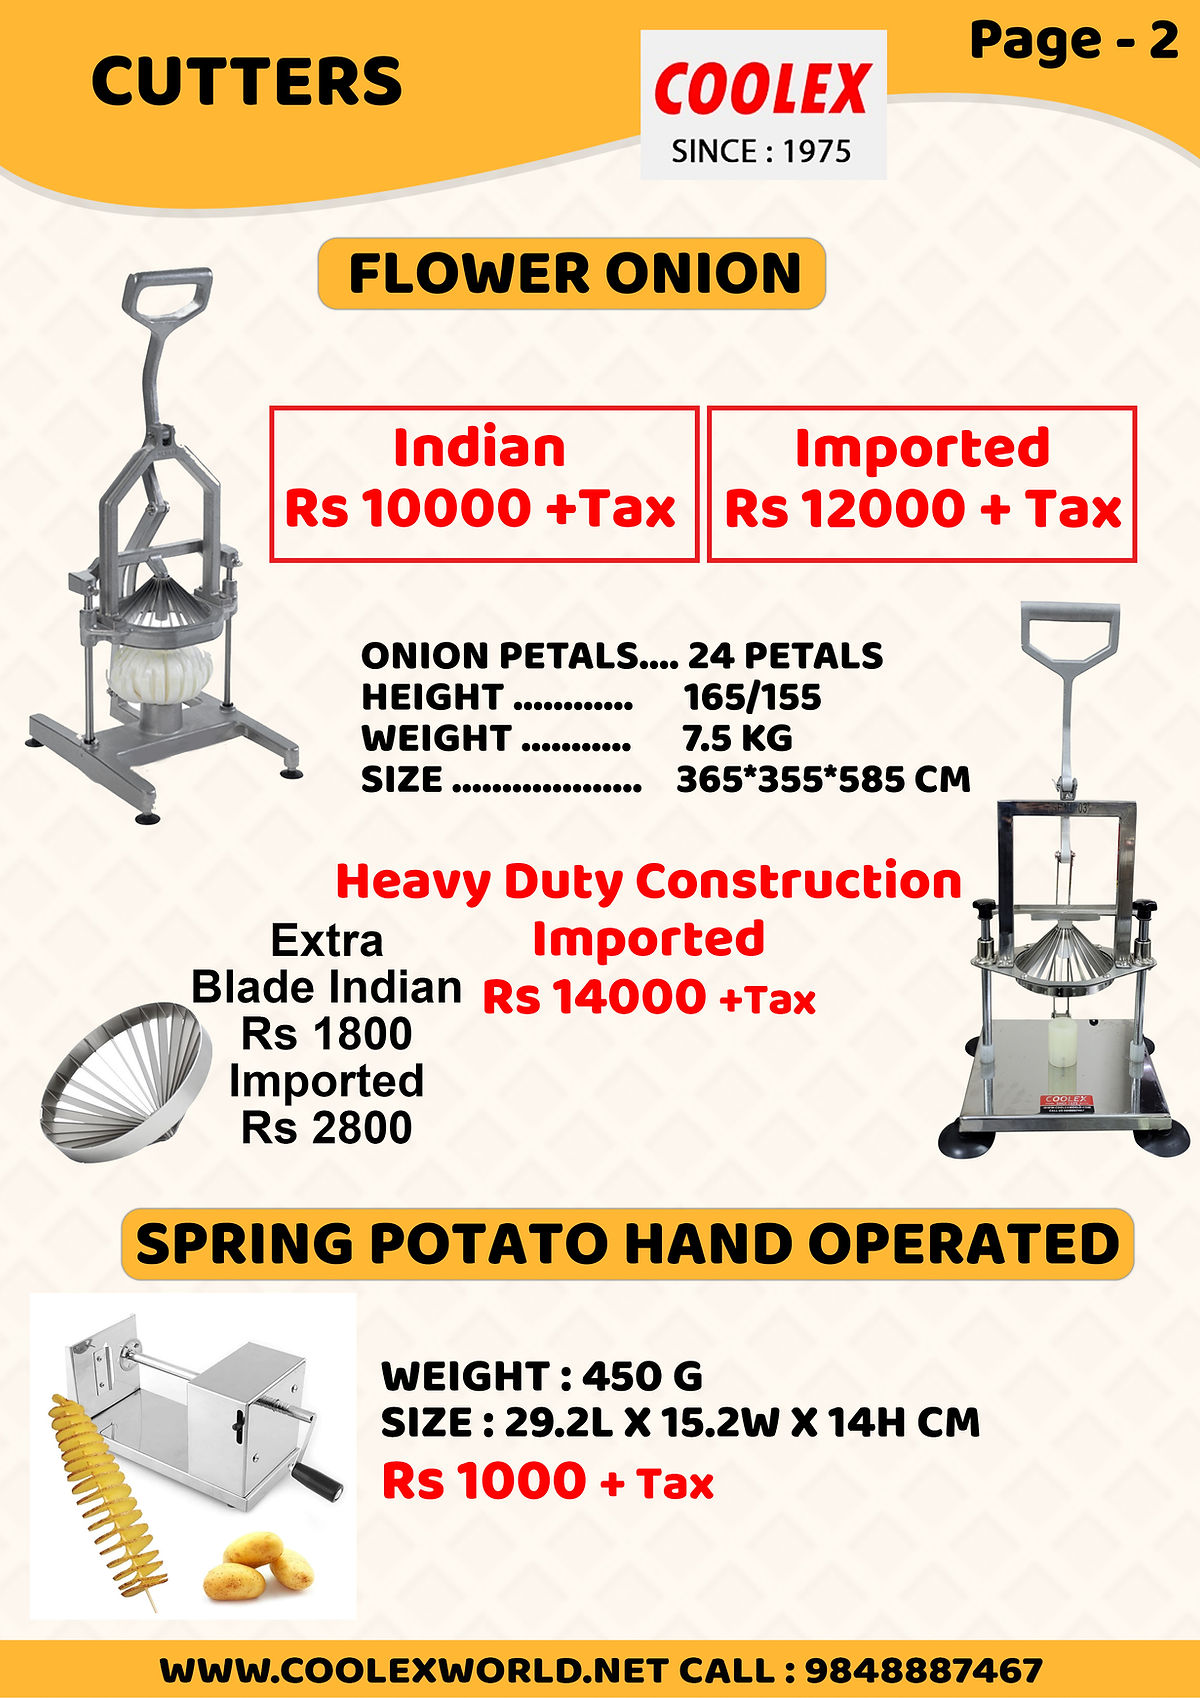 CUTTERS
COOLEX
SINCE : 1975
Page - 2
FLOWER ONION
Indian
Rs 10000 +Tax
Imported
Rs 12000 + Tax
ONION PETALS.... 24 PETALS
HEIGHT ............ 165/155
WEIGHT ........... 7.5 KG
SIZE ................... 365*355*585 CM
Heavy Duty Construction
Imported
Rs 14000 +Tax
Extra
Blade Indian
Rs 1800
Imported
Rs 2800
COOLEX
SPRING POTATO HAND OPERATED
WEIGHT : 450 G
SIZE : 29.2L X 15.2W X 14H CM
Rs 1000 + Tax
WWW.COOLEXWORLD.NET CALL : 9848887467